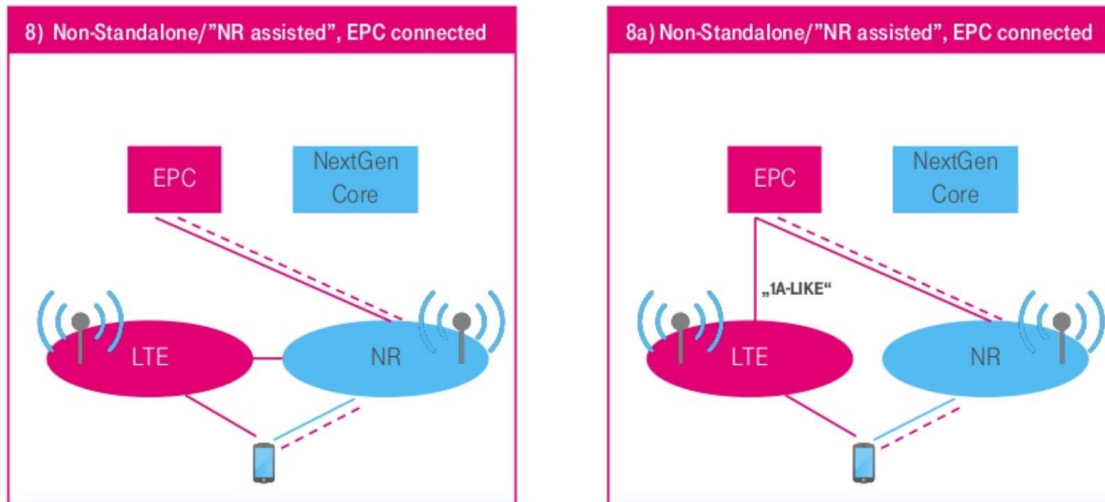 8) Non-Standalone/”NR assisted”, EPC connected
EPC
NextGen
Core
LTE
NR
8a) Non-Standalone/”NR assisted”, EPC connected
EPC
NextGen
Core
„1A-LIKE“
LTE
NR